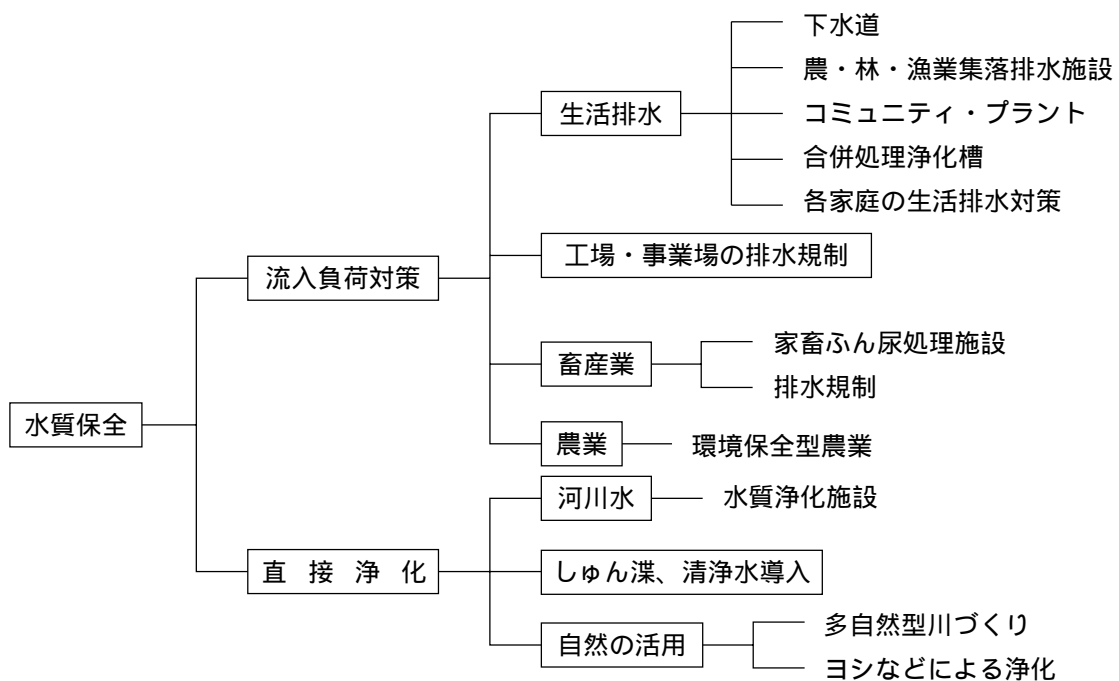 水質保全
流入負荷対策
生活排水
下水道
農・林・漁業集落排水施設
コミュニティ・プラント
合併処理浄化槽
各家庭の生活排水対策
工場・事業場の排水規制
畜産業
家畜ふん尿処理施設
排水規制
農業
環境保全型農業
直接浄化
河川水
水質浄化施設
しゅん渫、清浄水導入
自然の活用
多自然型川づくり
ヨシなどによる浄化